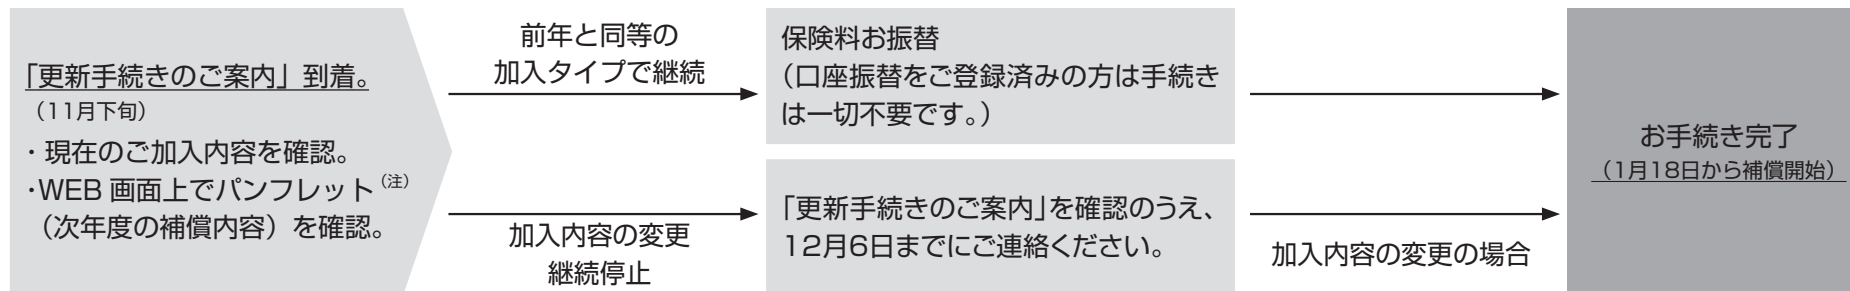 「更新手続きのご案内」到着。
（11月下旬）
・現在のご加入内容を確認。
・WEB 画面上でパンフレット（注）
（次年度の補償内容）を確認。
前年と同等の
加入タイプで継続
加入内容の変更
継続停止
保険料お振替
（口座振替をご登録済みの方は手続き
は一切不要です。）
「更新手続きのご案内」を確認のうえ、
12月6日までにご連絡ください。
加入内容の変更の場合
お手続き完了
（1月18日から補償開始）